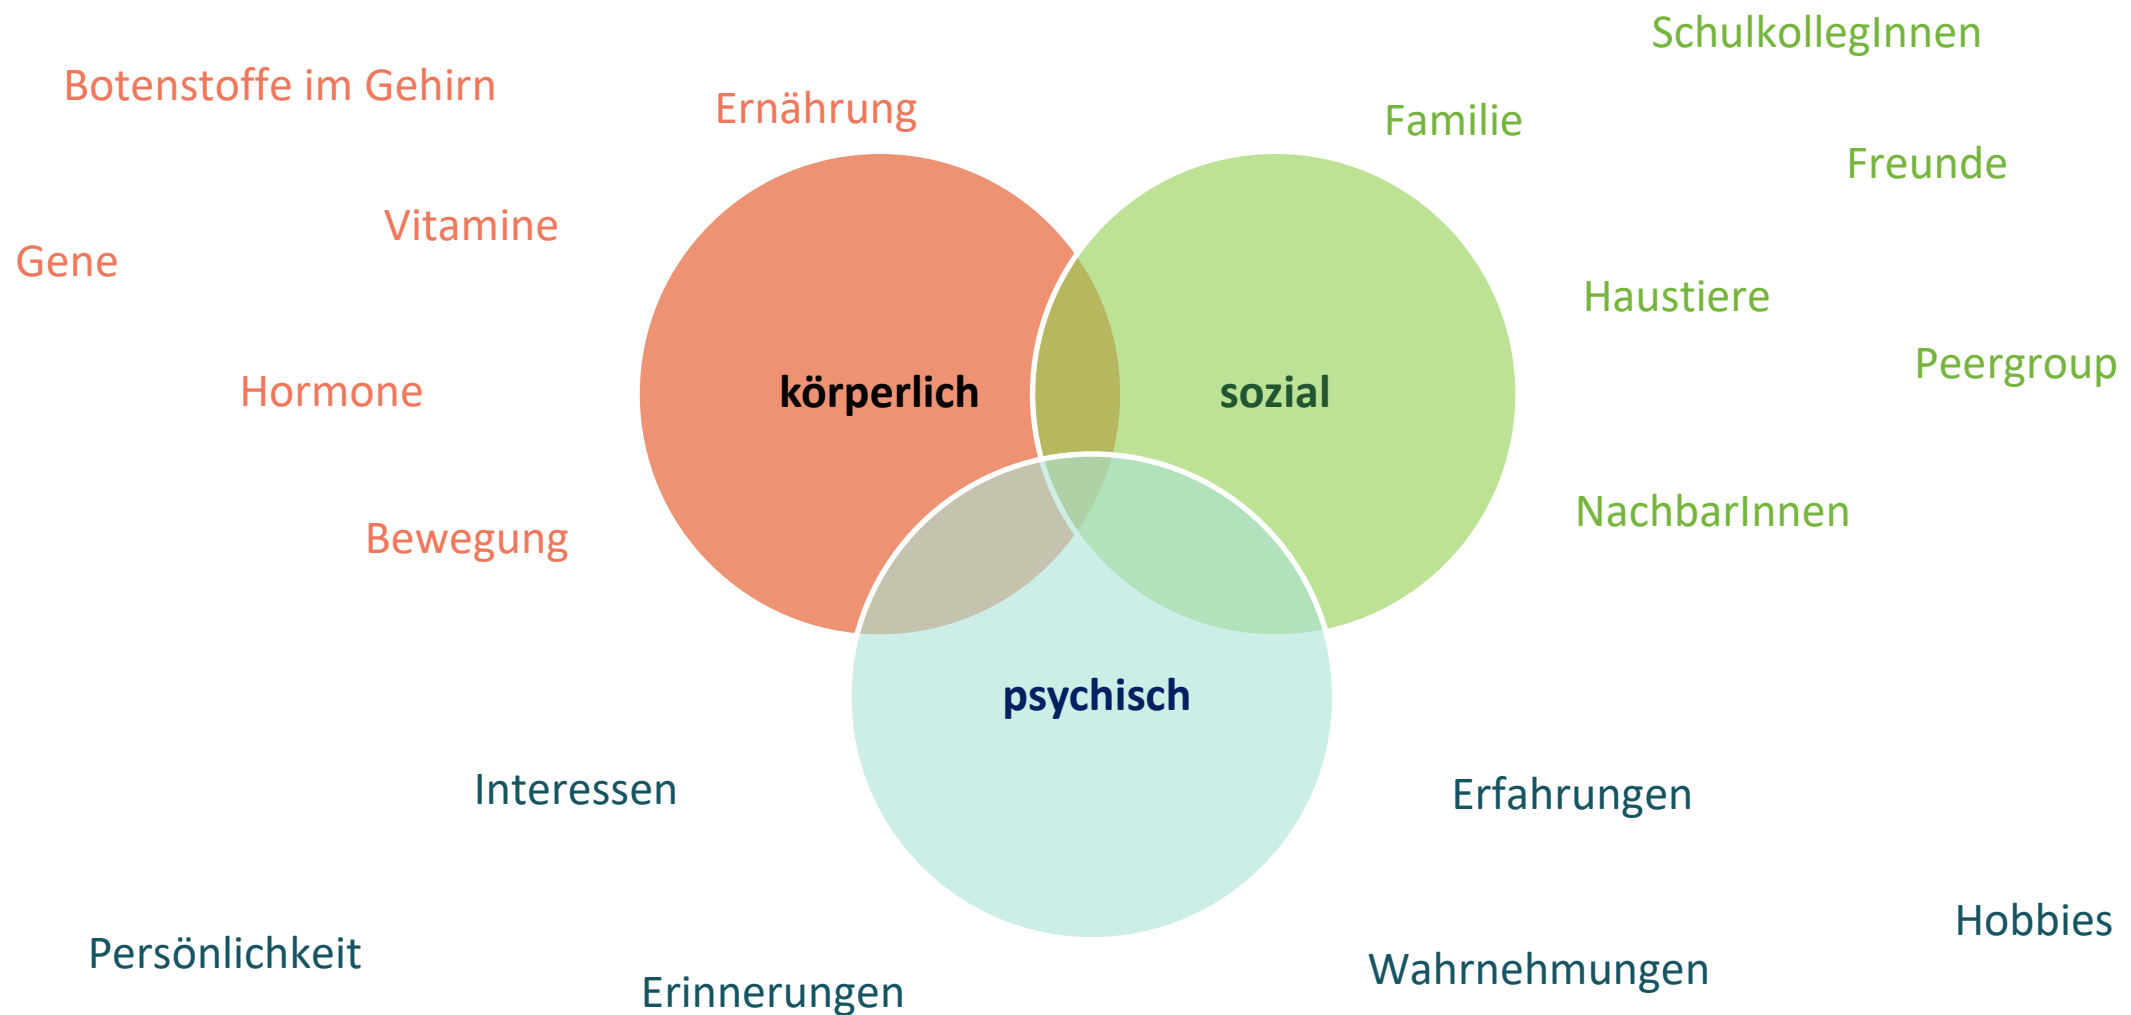 SchulkollegInnen
Botenstoffe im Gehirn
Ernährung
Familie
Freunde
Vitamine
Gene
Haustiere
Peergroup
Hormone
körperlich
sozial
NachbarInnen
Bewegung
psychisch
Interessen
Erfahrungen
Hobbies
Persönlichkeit
Wahrnehmungen
Erinnerungen